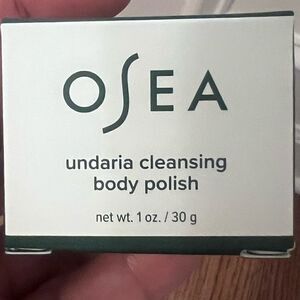 OSEA
undaria cleansing
body polish
net wt. 1 oz. / 30 g